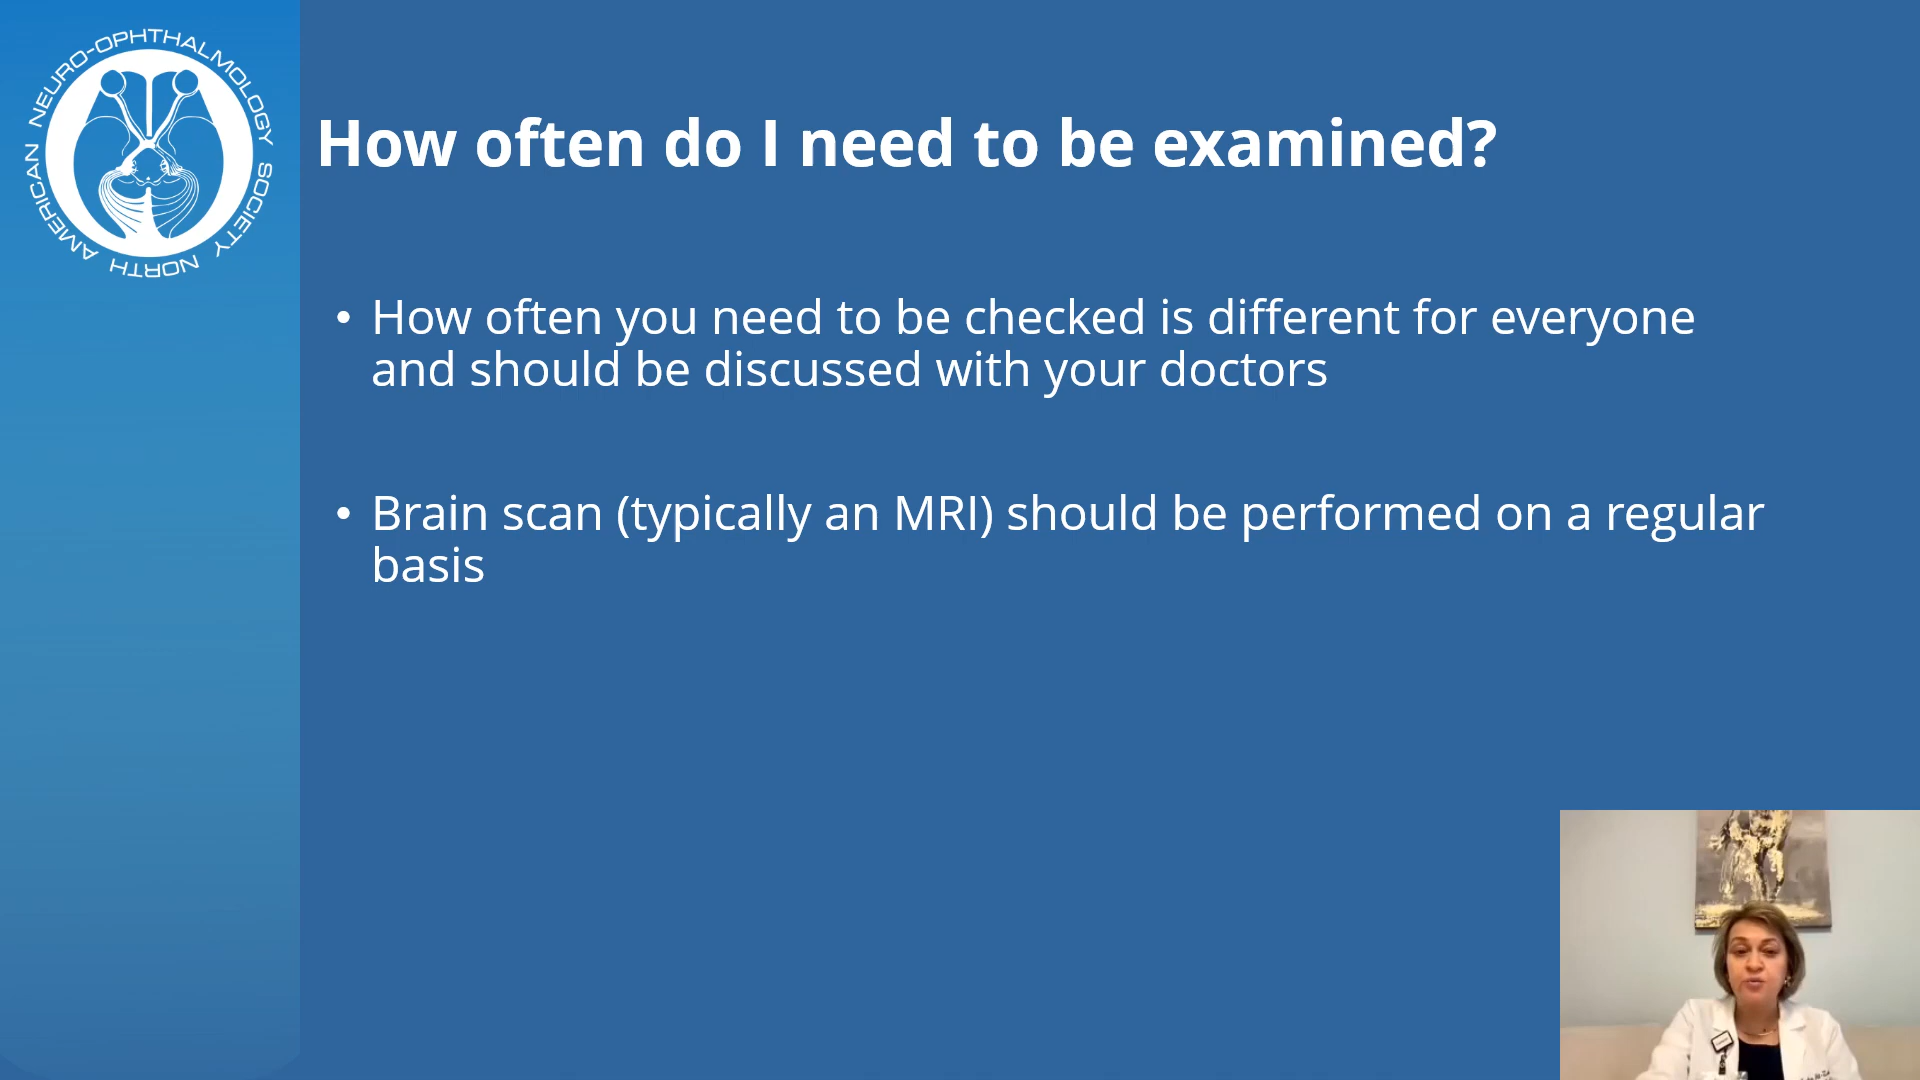 NORTH AMERICAN NEURO-OPHTHALMOLOGY SOCIETY
How often do I need to be examined?
• How often you need to be checked is different for everyone
and should be discussed with your doctors
• Brain scan (typically an MRI) should be performed on a regular
basis